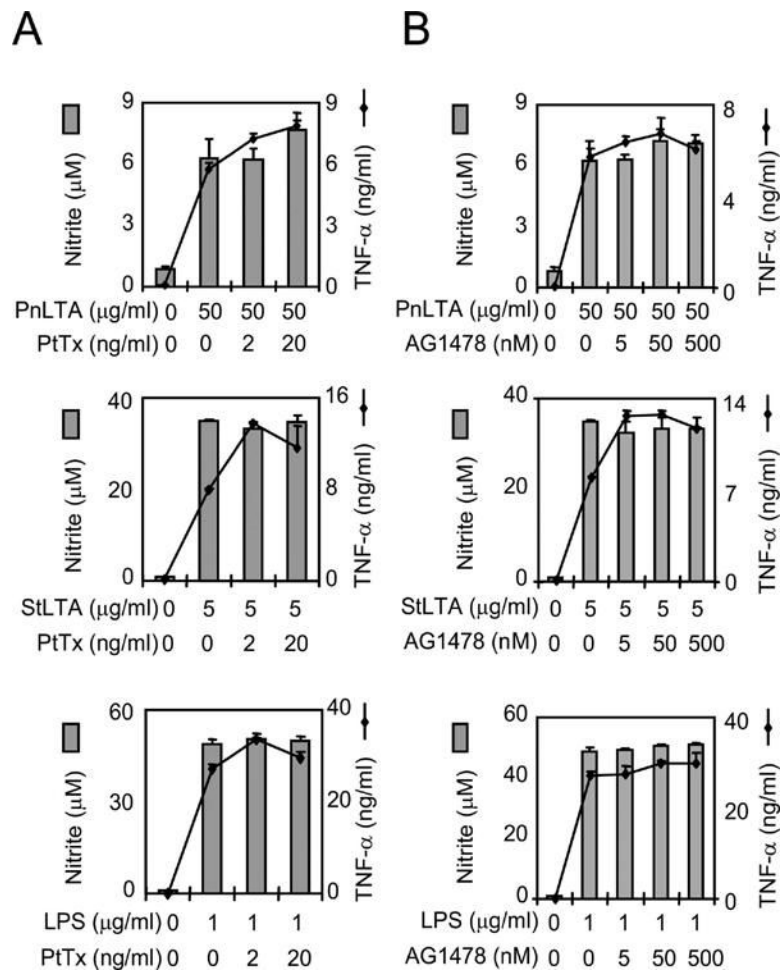 A
B
9
6
3
0
Nitrite (μM)
9
6
3
0
TNF-α (ng/ml)
PnLTA (μg/ml) 0 50 50 50
PtTx (ng/ml) 0 0 2 20
9
6
3
0
Nitrite (μM)
8
4
0
TNF-α (ng/ml)
PnLTA (μg/ml) 0 50 50 50 50
AG1478 (nM) 0 0 5 50 500
40
20
0
Nitrite (μM)
16
8
0
TNF-α (ng/ml)
StLTA (μg/ml) 0 5 5 5
PtTx (ng/ml) 0 0 2 20
40
20
0
Nitrite (μM)
14
7
0
TNF-α (ng/ml)
StLTA (μg/ml) 0 5 5 5 5
AG1478 (nM) 0 0 5 50 500
60
30
0
Nitrite (μM)
40
20
0
TNF-α (ng/ml)
LPS (μg/ml) 0 1 1 1
PtTx (ng/ml) 0 0 2 20
60
40
20
0
Nitrite (μM)
40
20
0
TNF-α (ng/ml)
LPS (μg/ml) 0 1 1 1 1
AG1478 (nM) 0 0 5 50 500